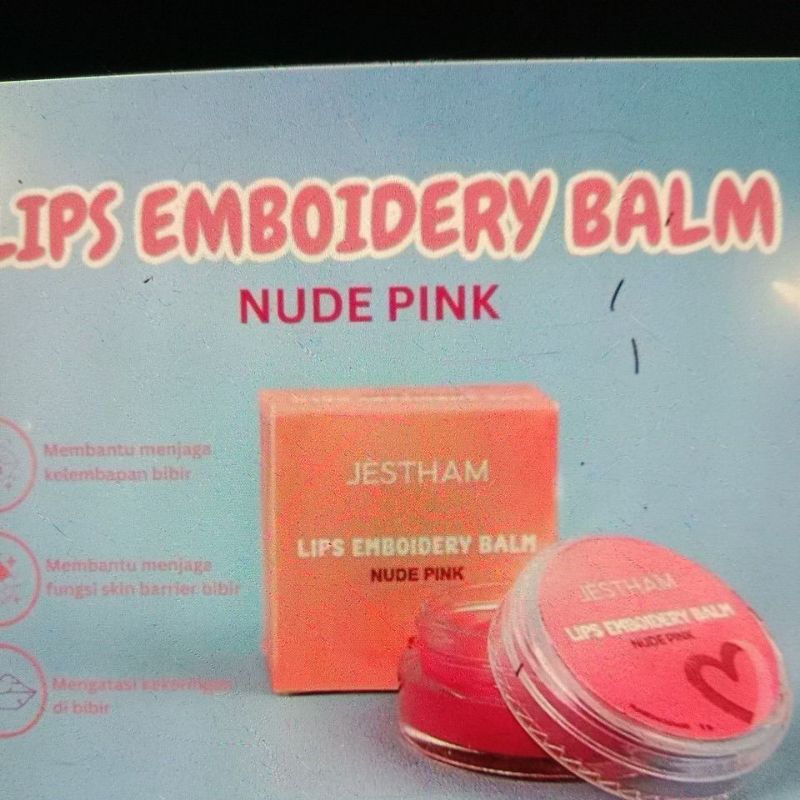 LIPS EMBOIDERY BALM
NUDE PINK
Membantu menjaga
kelembapan bibir
Membantu menjaga
fungsi skin barrier bibir
Mengatasi kekeringan
di bibir
JESTHAM
LIPS EMBOIDERY BALM
NUDE PINK
JESTHAM
LIPS EMBOIDERY BALM
NUDE PINK